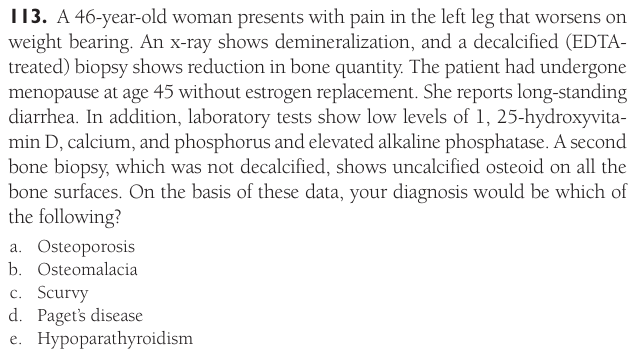 113. A 46-year-old woman presents with pain in the left leg that worsens on
weight bearing. An x-ray shows demineralization, and a decalcified (EDTA-
treated) biopsy shows reduction in bone quantity. The patient had undergone
menopause at age 45 without estrogen replacement. She reports long-standing
diarrhea. In addition, laboratory tests show low levels of 1, 25-hydroxyvita-
min D, calcium, and phosphorus and elevated alkaline phosphatase. A second
bone biopsy, which was not decalcified, shows uncalcified osteoid on all the
bone surfaces. On the basis of these data, your diagnosis would be which of
the following?
a. Osteoporosis
b. Osteomalacia
c. Scurvy
d. Paget's disease
e. Hypoparathyroidism